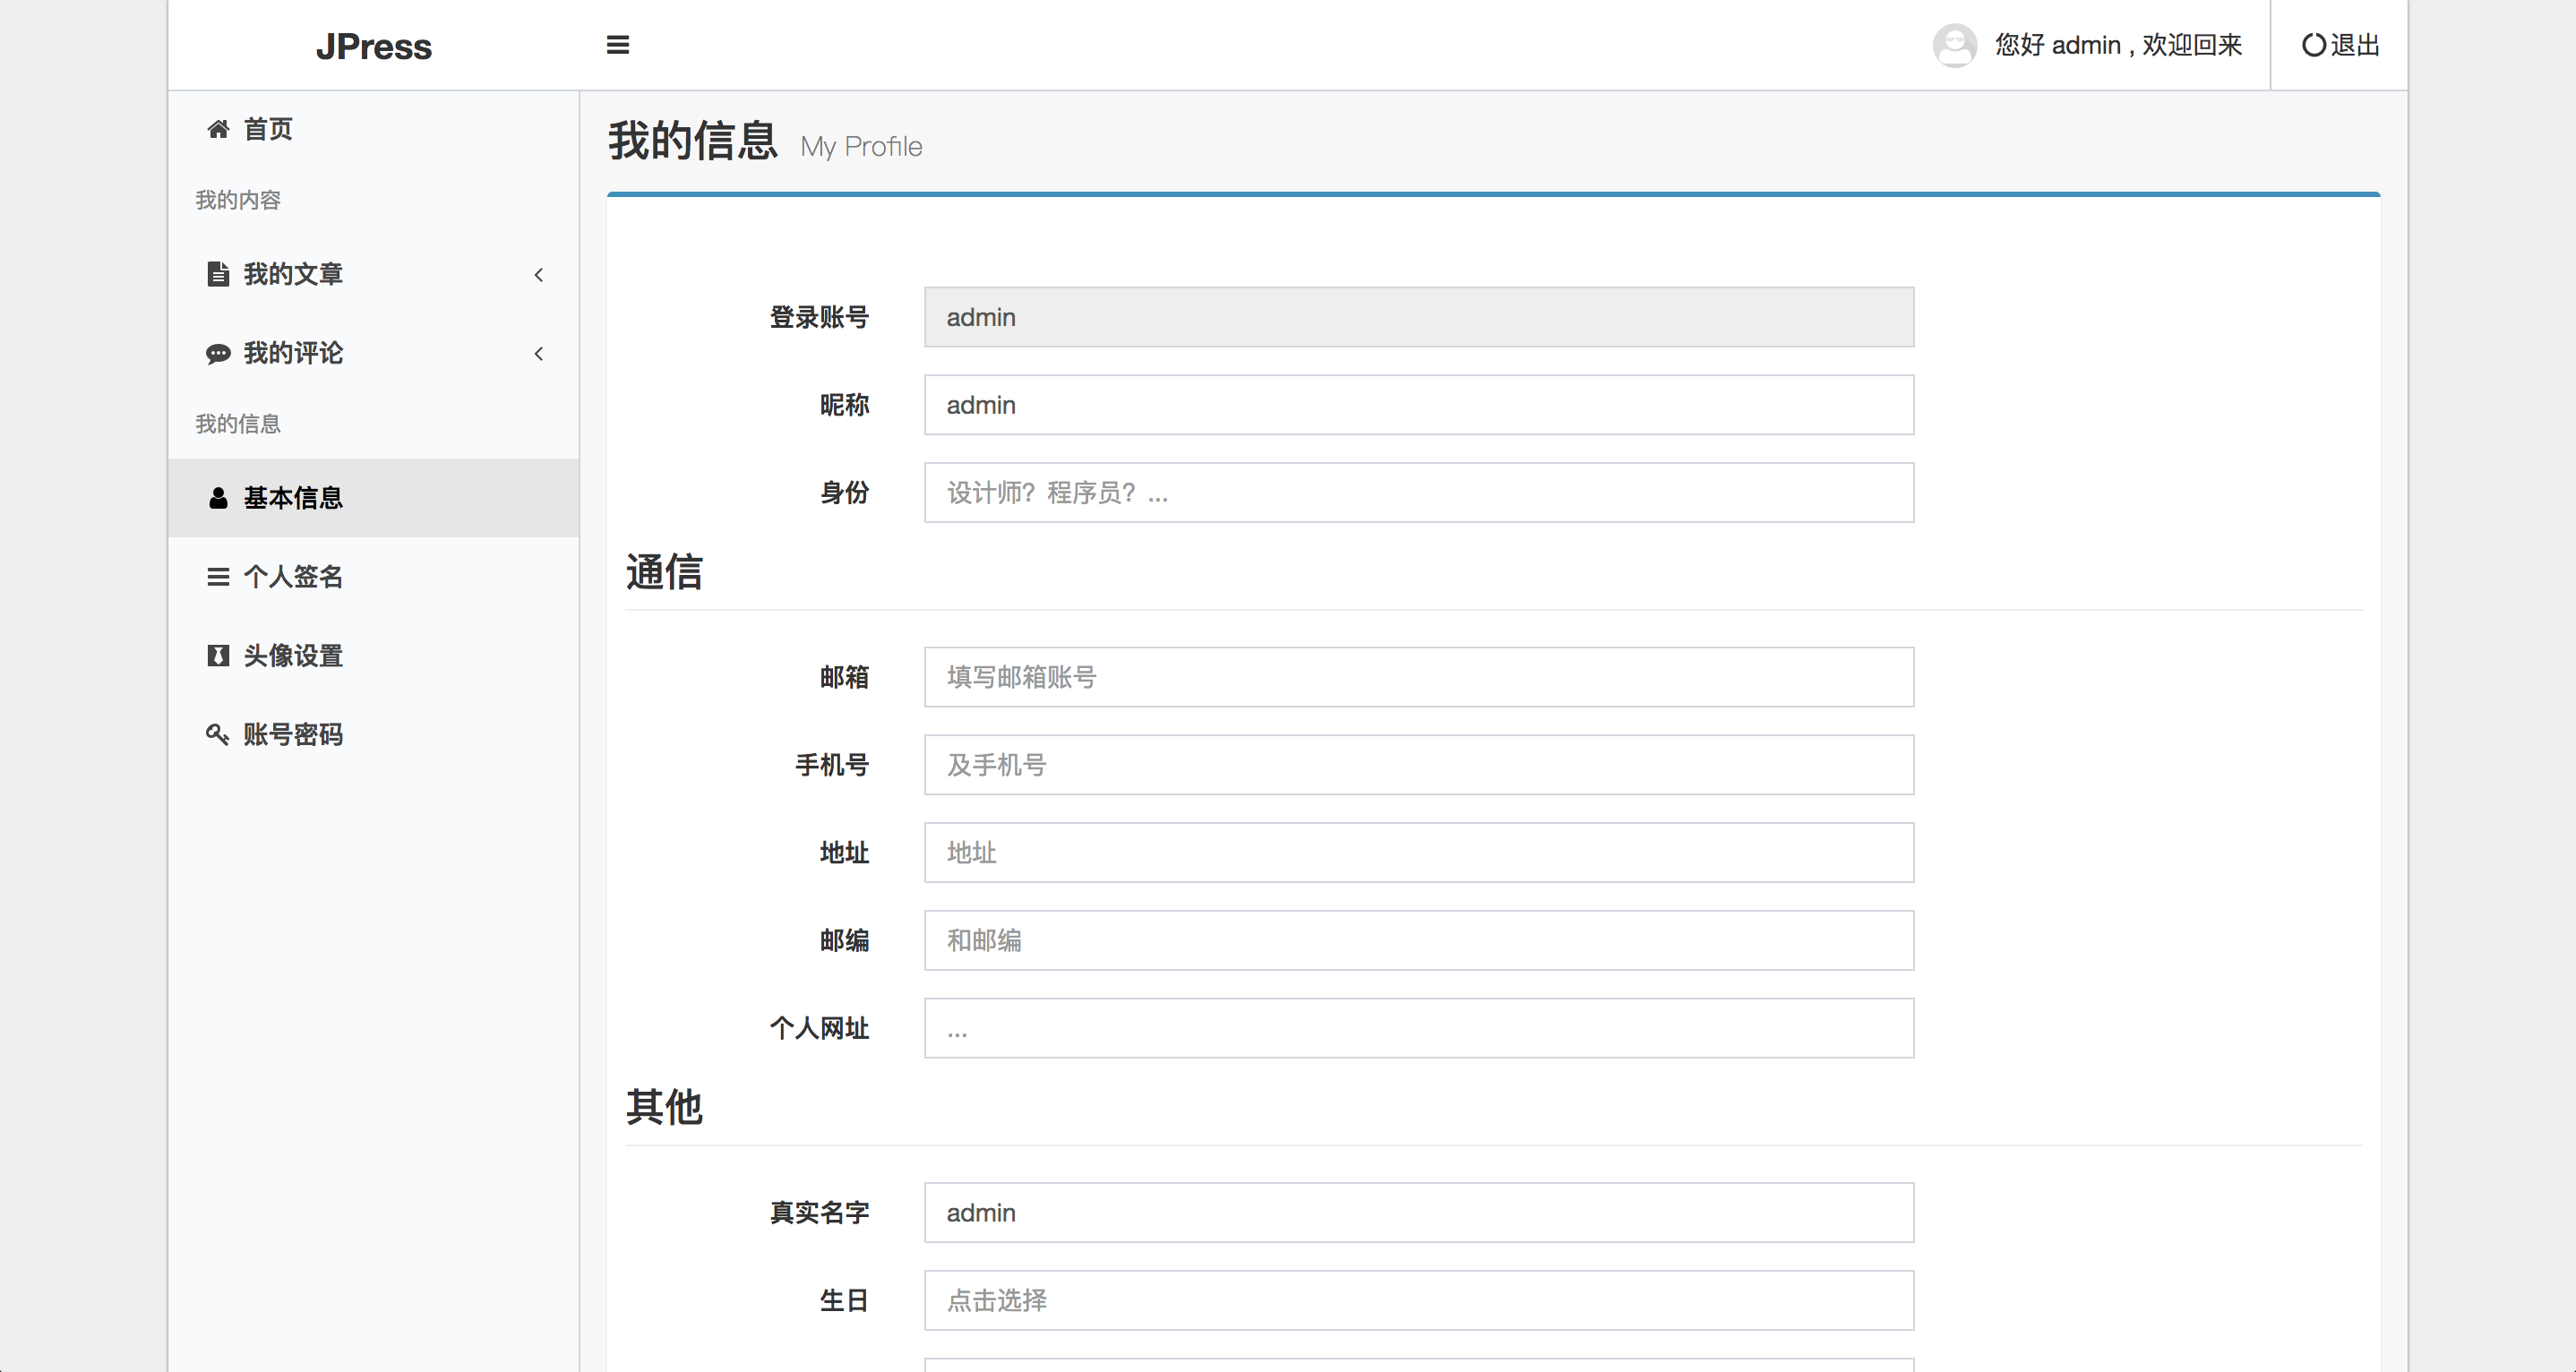 JPress
您好 admin , 欢迎回来
退出
首页
我的内容
我的文章
我的评论
我的信息
基本信息
个人签名
头像设置
账号密码
我的信息 My Profile
登录账号 admin
昵称 admin
身份 设计师？程序员？...
通信
邮箱 填写邮箱账号
手机号 及手机号
地址 地址
邮编 和邮编
个人网址 ...
其他
真实名字 admin
生日 点击选择